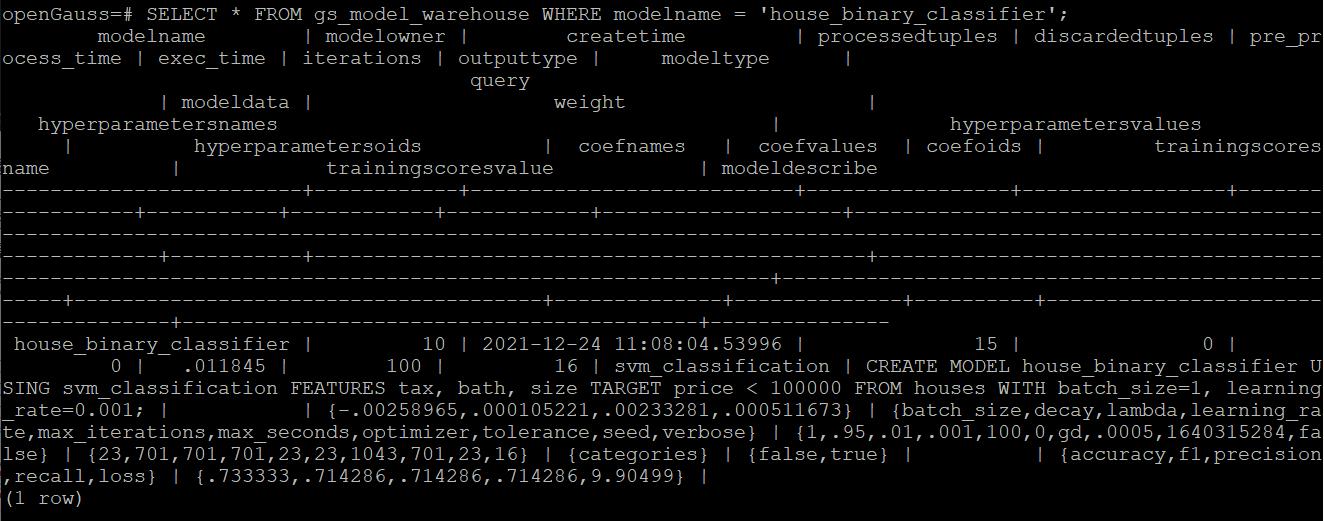 openGauss=# SELECT * FROM gs_model_warehouse WHERE modelname = 'house_binary_classifier';
        modelname         | modelowner |         createtime          | processedtuples | discardedtuples | pre_pr
ocess_time | exec_time | iterations | outputtype |     modeltype      |
                                       query
             | modeldata |                    weight                    |
   hyperparametersnames                                         |              hyperparametersvalues
     |          hyperparametersoids          |  coefnames   |  coefvalues  | coefoids |         trainingscores
name          |            trainingscoresvalue            | modeldescribe
--------------------------+------------+----------------------------+-----------------+-----------------+-------
-----------+-----------+------------+------------+--------------------+---------------------------------------
--------------------------------------------------------------------------------------------------------------
-------------+-----------+----------------------------------------------+-------------------------------------
----------------------------------------------------------------+---------------------------------------------
-----+---------------------------------------+--------------+--------------+----------+-----------------------
--------------+-------------------------------------------+---------------
 house_binary_classifier |         10 | 2021-12-24 11:08:04.53996 |              15 |               0 |
         0 |   .011845 |        100 |         16 | svm_classification | CREATE MODEL house_binary_classifier U
SING svm_classification FEATURES tax, bath, size TARGET price < 100000 FROM houses WITH batch_size=1, learning
_rate=0.001; |           | {-.00258965,.000105221,.00233281,.000511673} | {batch_size,decay,lambda,learning_ra
te,max_iterations,max_seconds,optimizer,tolerance,seed,verbose} | {1,.95,.01,.001,100,0,gd,.0005,1640315284,fa
lse} | {23,701,701,701,23,23,1043,701,23,16} | {categories} | {false,true} |          | {accuracy,f1,precision
,recall,loss} | {.733333,.714286,.714286,.714286,9.90499} |
(1 row)